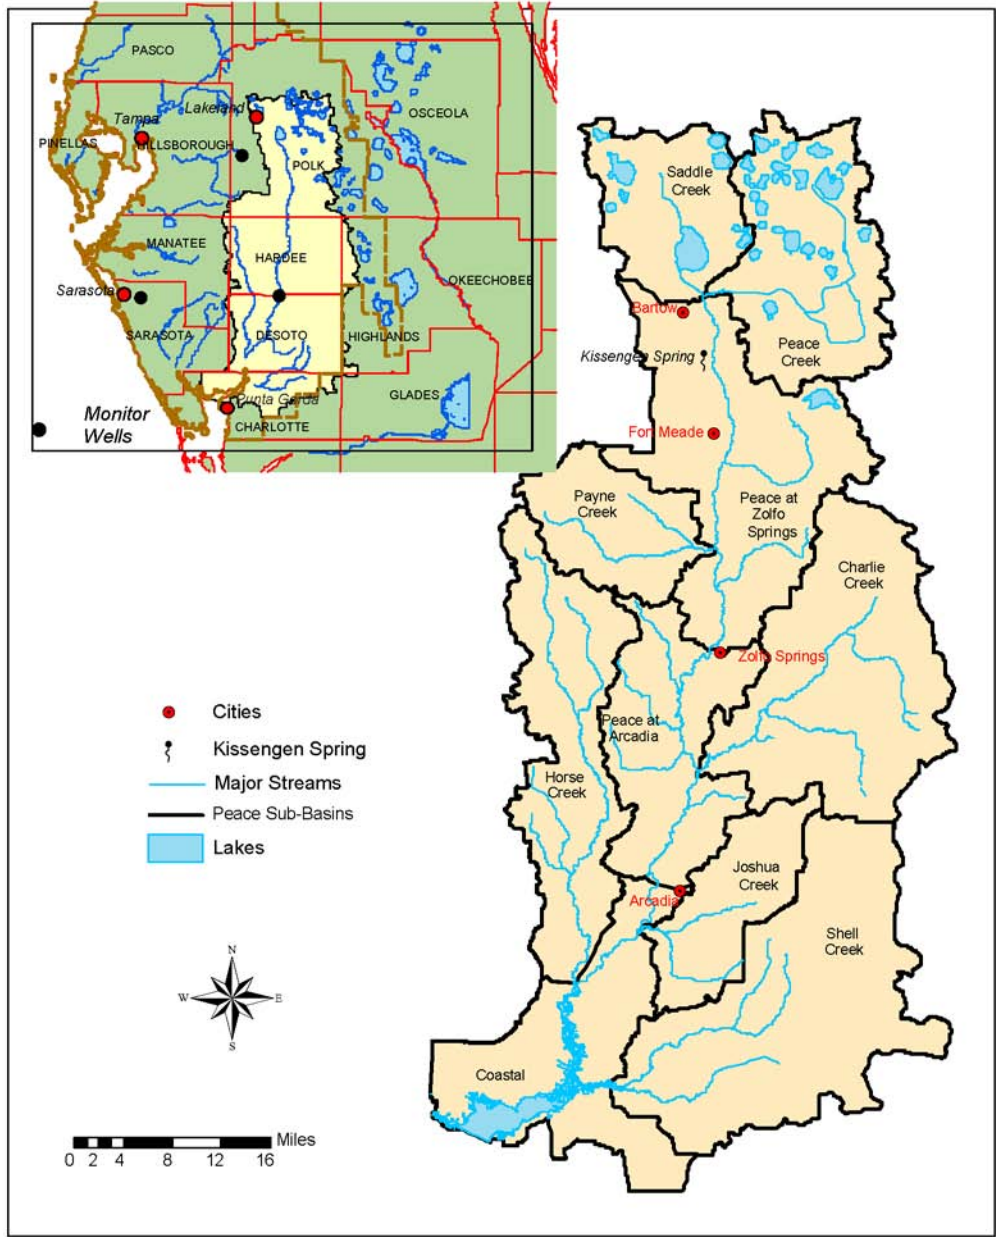 PASCO
OSCEOLA
Lakeland
Tampa
PINELLAS
HILLSBOROUGH
POLK
MANATEE
HARDEE
OKEECHOBEE
Sarasota
SARASOTA
DESOTO
HIGHLANDS
GLADES
Punta Gorda
CHARLOTTE
Monitor
Wells
Saddle
Creek
Bartow
Peace
Creek
Kissengen Spring
Fort Meade
Payne
Creek
Peace at
Zolfo
Springs
Charlie
Creek
Zolfo Springs
Peace at
Arcadia
Horse
Creek
Joshua
Creek
Arcadia
Shell
Creek
Coastal
Cities
Kissengen Spring
Major Streams
Peace Sub-Basins
Lakes
N
W E
S
Miles
0 2 4 8 12 16